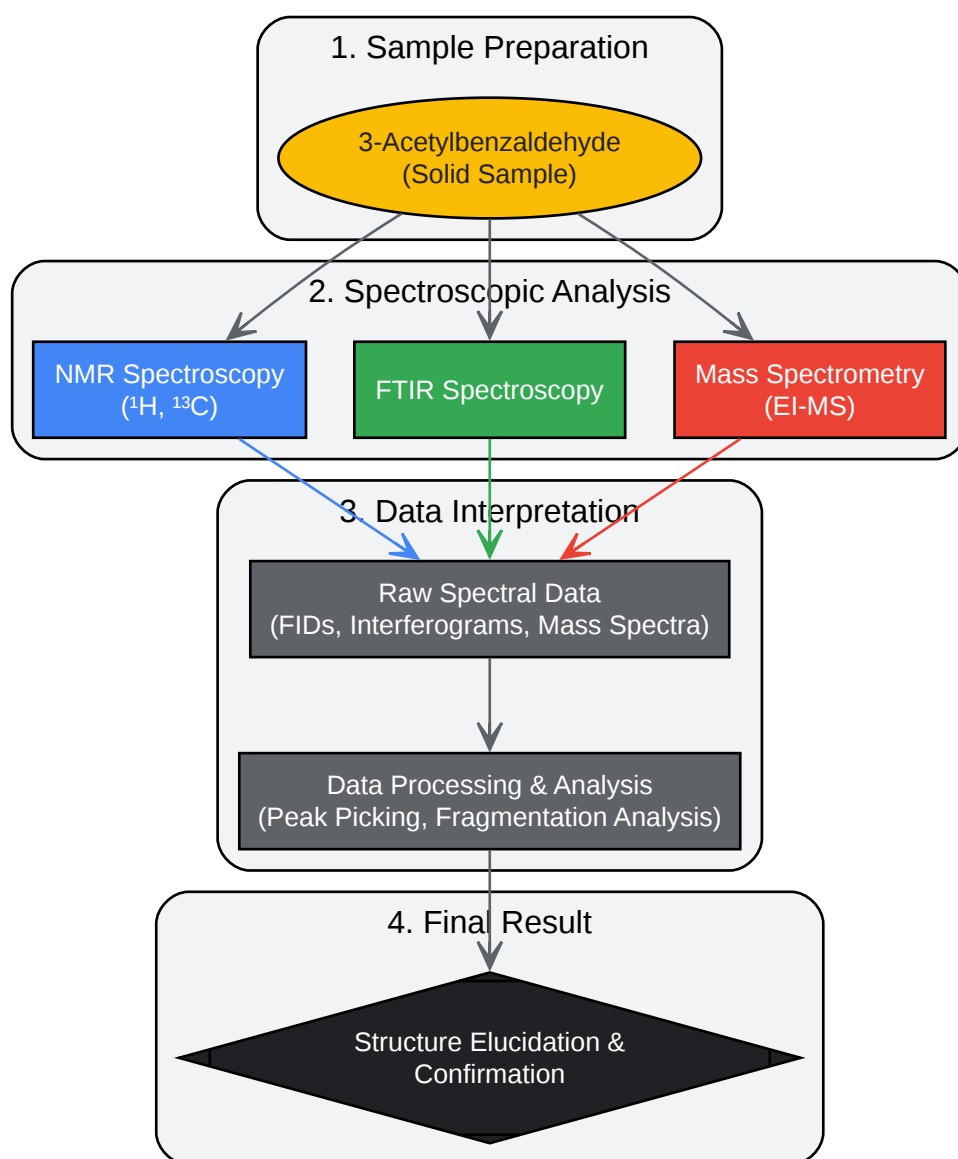 1. Sample Preparation
3-Acetylbenzaldehyde
(Solid Sample)
2. Spectroscopic Analysis
NMR Spectroscopy
(¹H, ¹³C)
FTIR Spectroscopy
Mass Spectrometry
(EI-MS)
3. Data Interpretation
Raw Spectral Data
(FIDs, Interferograms, Mass Spectra)
Data Processing & Analysis
(Peak Picking, Fragmentation Analysis)
4. Final Result
Structure Elucidation &
Confirmation